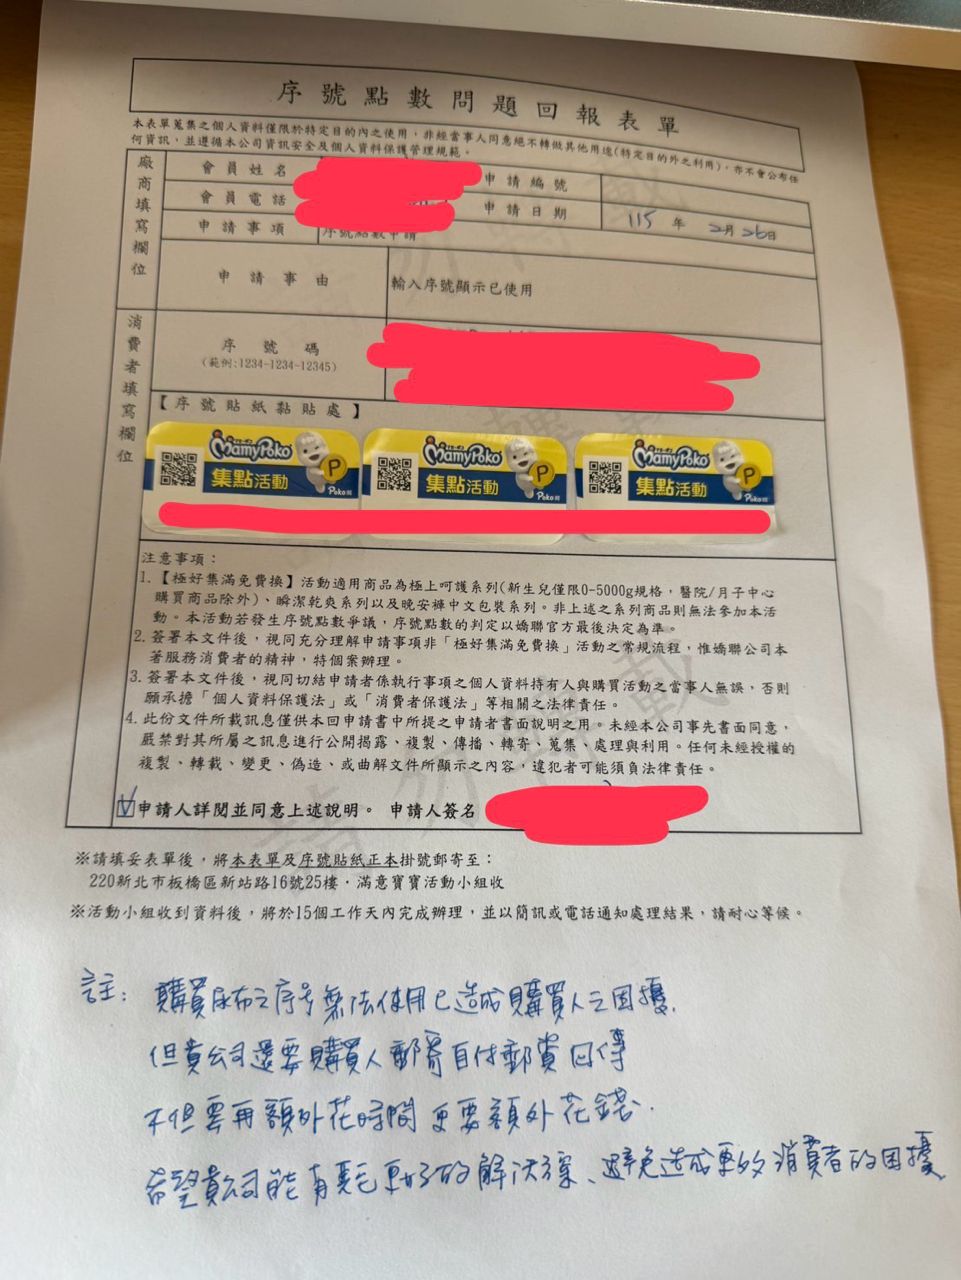 序號點數問題回報表單
本表單蒐集之個人資料僅限於特定目的內之使用，非經當事人同意絕不轉做其他用途(特定目的外之利用)，亦不會公布任
何資訊，並遵循本公司資訊安全及個人資料保護管理規範。
廠商填寫欄位
會員姓名
申請編號
會員電話
申請日期
115年 2月26日
申請事項
序號點數申請
申請事由
輸入序號顯示已使用
消費者填寫欄位
序號碼
(範例:1234-1234-12345)
【序號貼紙黏貼處】
MamyPoko
集點活動
P
Poko
MamyPoko
集點活動
P
Poko
MamyPoko
集點活動
P
Poko
注意事項：
1.【極好集滿免費換】活動適用商品為極上呵護系列(新生兒僅限0-5000g規格，醫院/月子中心
購買商品除外)、瞬潔乾爽系列以及晚安褲中文包裝系列。非上述之系列商品則無法參加本活
動。本活動若發生序號點數爭議，序號點數的判定以嬌聯官方最後決定為準。
2.簽署本文件後，視同充分理解申請事項非「極好集滿免費換」活動之常規流程，惟嬌聯公司本
著服務消費者的精神，特個案辦理。
3.簽署本文件後，視同切結申請者係執行事項之個人資料持有人與購買活動之當事人無誤，否則
願承擔「個人資料保護法」或「消費者保護法」等相關之法律責任。
4.此份文件所載訊息僅供本回申請書中所提之申請者書面說明之用。未經本公司事先書面同意，
嚴禁對其所屬之訊息進行公開揭露、複製、傳播、轉寄、蒐集、處理與利用。任何未經授權的
複製、轉載、變更、偽造、或曲解文件所顯示之內容，違犯者可能須負法律責任。
申請人詳閱並同意上述說明。 申請人簽名
※請填妥表單後，將本表單及序號貼紙正本掛號郵寄至：
220新北市板橋區新站路16號25樓．滿意寶寶活動小組收
※活動小組收到資料後，將於15個工作天內完成辦理，並以簡訊或電話通知處理結果，請耐心等候。
註： 購買尿布之序号無法使用已造成購買人之困擾.
但貴公司還要購買人郵寄自付郵費回傳
不但要再額外花時間更要額外花錢.
希望貴公司能有更好的解決方案、避免造成更多消費者的困擾